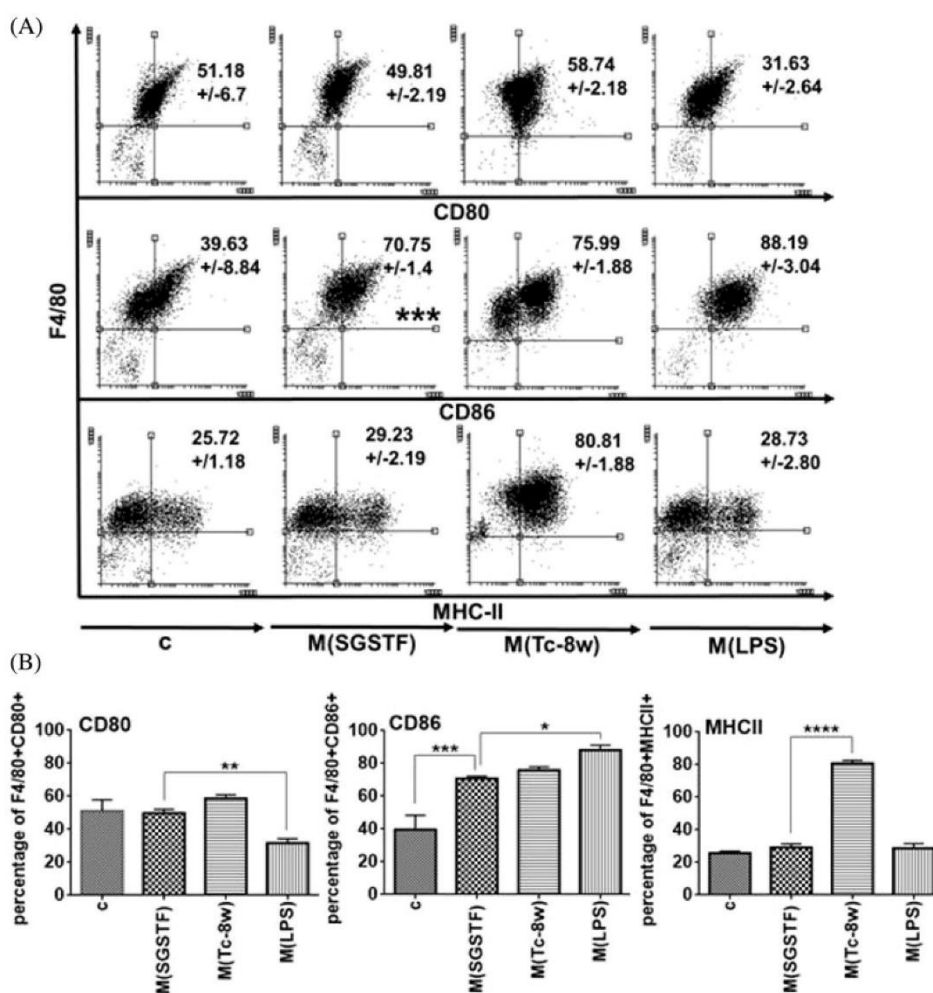 (A)
51.18
+/-6.7
49.81
+/-2.19
58.74
+/-2.18
31.63
+/-2.64
CD80
39.63
+/-8.84
70.75
+/-1.4
***
75.99
+/-1.88
88.19
+/-3.04
F4/80
CD86
25.72
+/1.18
29.23
+/-2.19
80.81
+/-1.88
28.73
+/-2.80
MHC-II
c
M(SGSTF)
M(Tc-8w)
M(LPS)
(B)
percentage of F4/80+CD80+
CD80
100
80
60
40
20
0
**
c
M(SGSTF)
M(Tc-8w)
M(LPS)
percentage of F4/80+CD86+
CD86
100
80
60
40
20
0
***
*
c
M(SGSTF)
M(Tc-8w)
M(LPS)
percentage of F4/80+MHCII+
MHCII
100
80
60
40
20
0
****
c
M(SGSTF)
M(Tc-8w)
M(LPS)